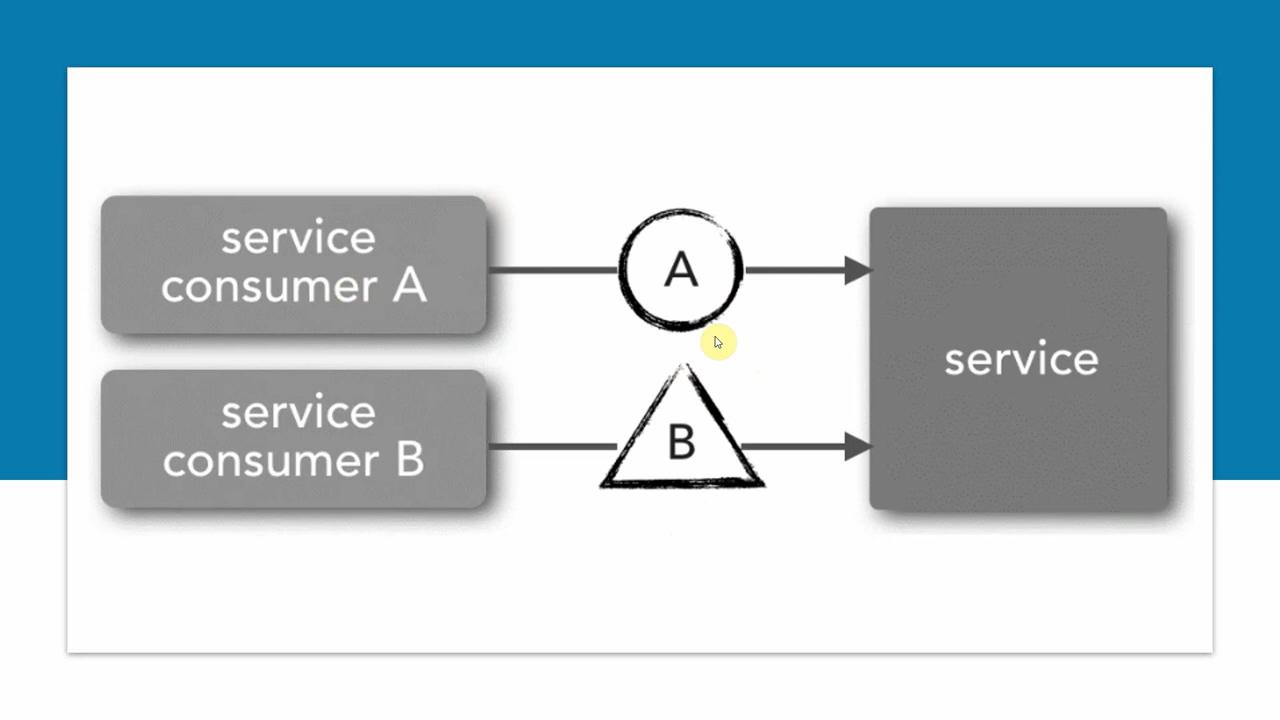 service
consumer A
A
service
service
consumer B
B